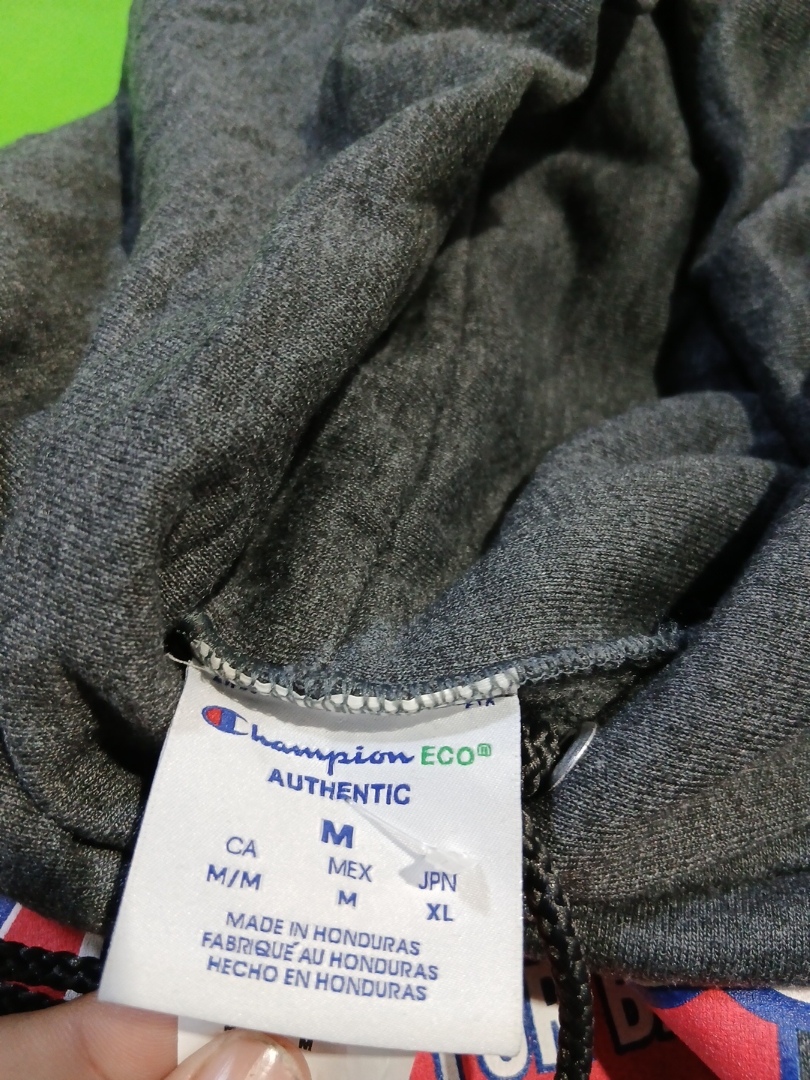 Champion ECO®
AUTHENTIC
M
CA MEX JPN
M/M M XL
MADE IN HONDURAS
FABRIQUÉ AU HONDURAS
HECHO EN HONDURAS
M